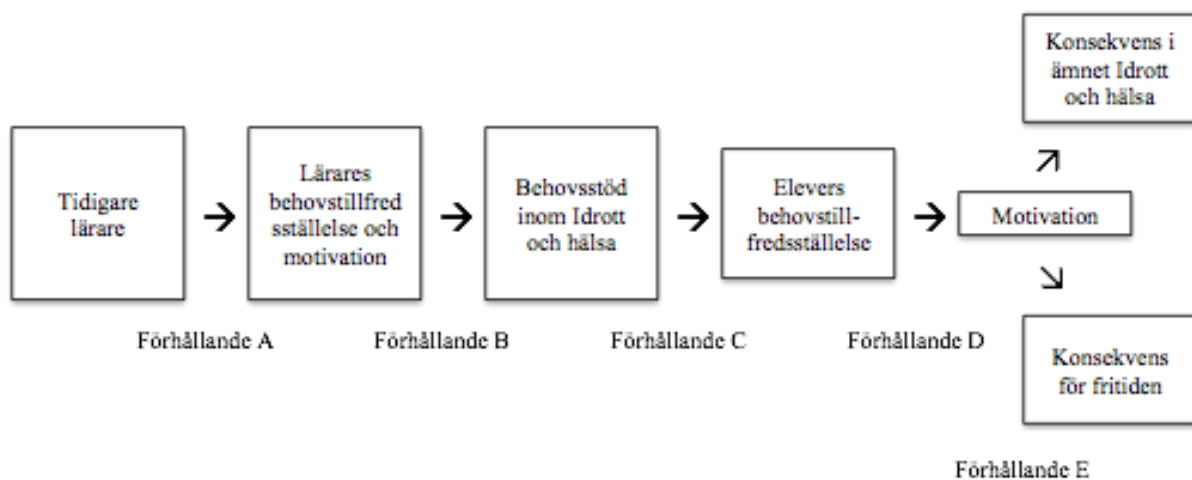 Tidigare
lärare
Lärares
behovstillfred
sställelse och
motivation
Behovsstöd
inom Idrott
och hälsa
Elevers
behovstill-
fredsställelse
Motivation
Konsekvens i
ämnet Idrott
och hälsa
Konsekvens
för fritiden
Förhållande A
Förhållande B
Förhållande C
Förhållande D
Förhållande E